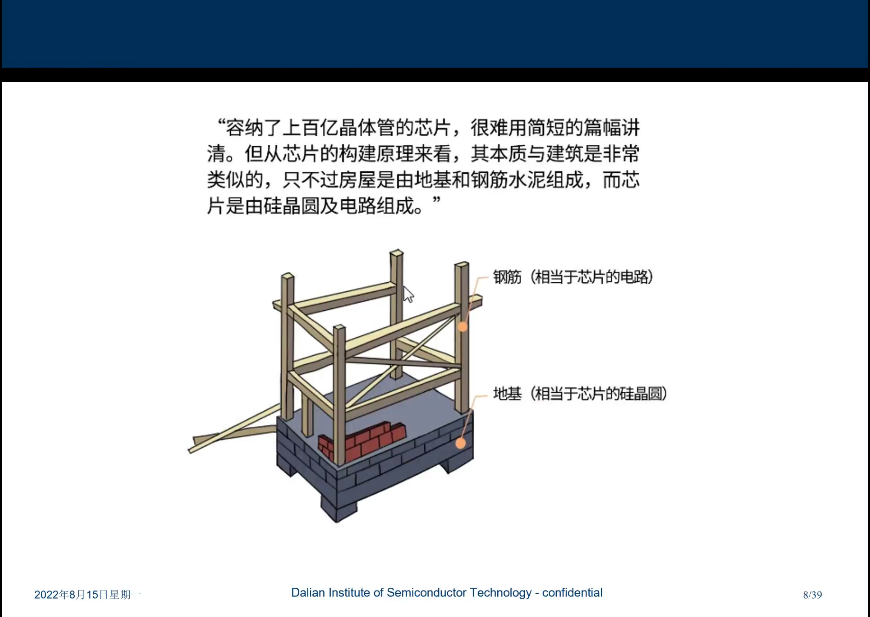 “容纳了上百亿晶体管的芯片，很难用简短的篇幅讲
清。但从芯片的构建原理来看，其本质与建筑是非常
类似的，只不过房屋是由地基和钢筋水泥组成，而芯
片是由硅晶圆及电路组成。”
钢筋（相当于芯片的电路）
地基（相当于芯片的硅晶圆）
2022年8月15日星期一
Dalian Institute of Semiconductor Technology - confidential
8/39